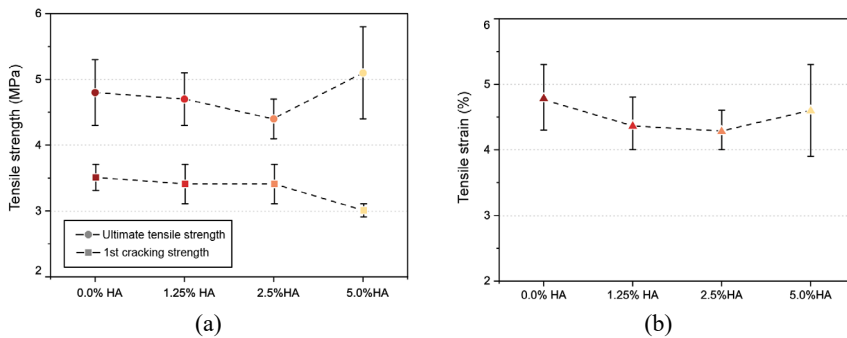 6
5
4
3
2
Tensile strength (MPa)
Ultimate tensile strength
1st cracking strength
0.0% HA 1.25% HA 2.5%HA 5.0%HA
(a)
6
5
4
3
2
Tensile strain (%)
0.0% HA 1.25% HA 2.5%HA 5.0%HA
(b)